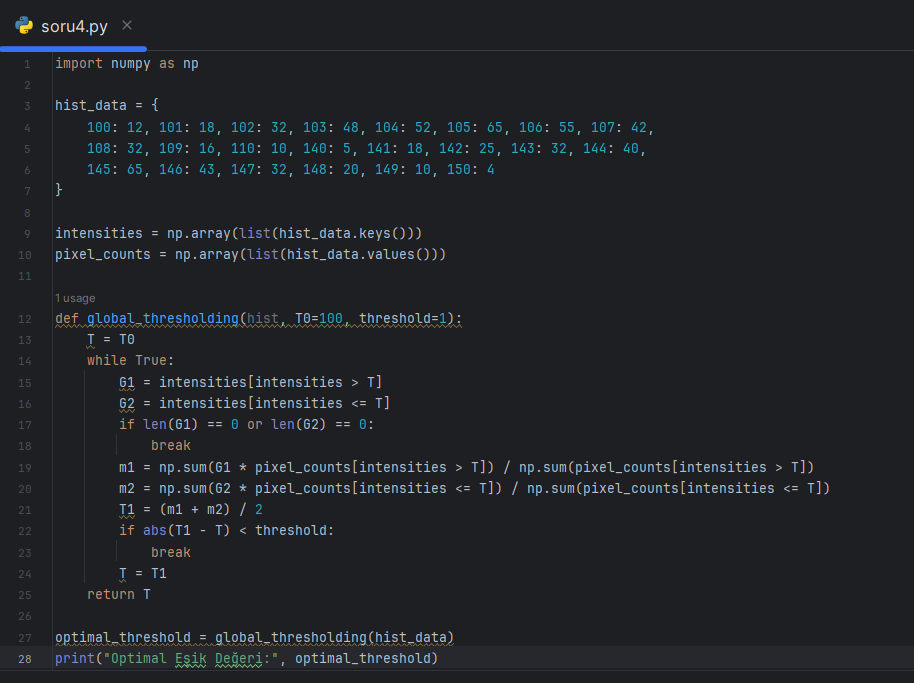 soru4.py
1 import numpy as np
2
3 hist_data = {
4 100: 12, 101: 18, 102: 32, 103: 48, 104: 52, 105: 65, 106: 55, 107: 42,
5 108: 32, 109: 16, 110: 10, 140: 5, 141: 18, 142: 25, 143: 32, 144: 40,
6 145: 65, 146: 43, 147: 32, 148: 20, 149: 10, 150: 4
7 }
8
9 intensities = np.array(list(hist_data.keys()))
10 pixel_counts = np.array(list(hist_data.values()))
11
1 usage
12 def global_thresholding(hist, T0=100, threshold=1):
13 T = T0
14 while True:
15 G1 = intensities[intensities > T]
16 G2 = intensities[intensities <= T]
17 if len(G1) == 0 or len(G2) == 0:
18 break
19 m1 = np.sum(G1 * pixel_counts[intensities > T]) / np.sum(pixel_counts[intensities > T])
20 m2 = np.sum(G2 * pixel_counts[intensities <= T]) / np.sum(pixel_counts[intensities <= T])
21 T1 = (m1 + m2) / 2
22 if abs(T1 - T) < threshold:
23 break
24 T = T1
25 return T
26
27 optimal_threshold = global_thresholding(hist_data)
28 print("Optimal Eşik Değeri:", optimal_threshold)